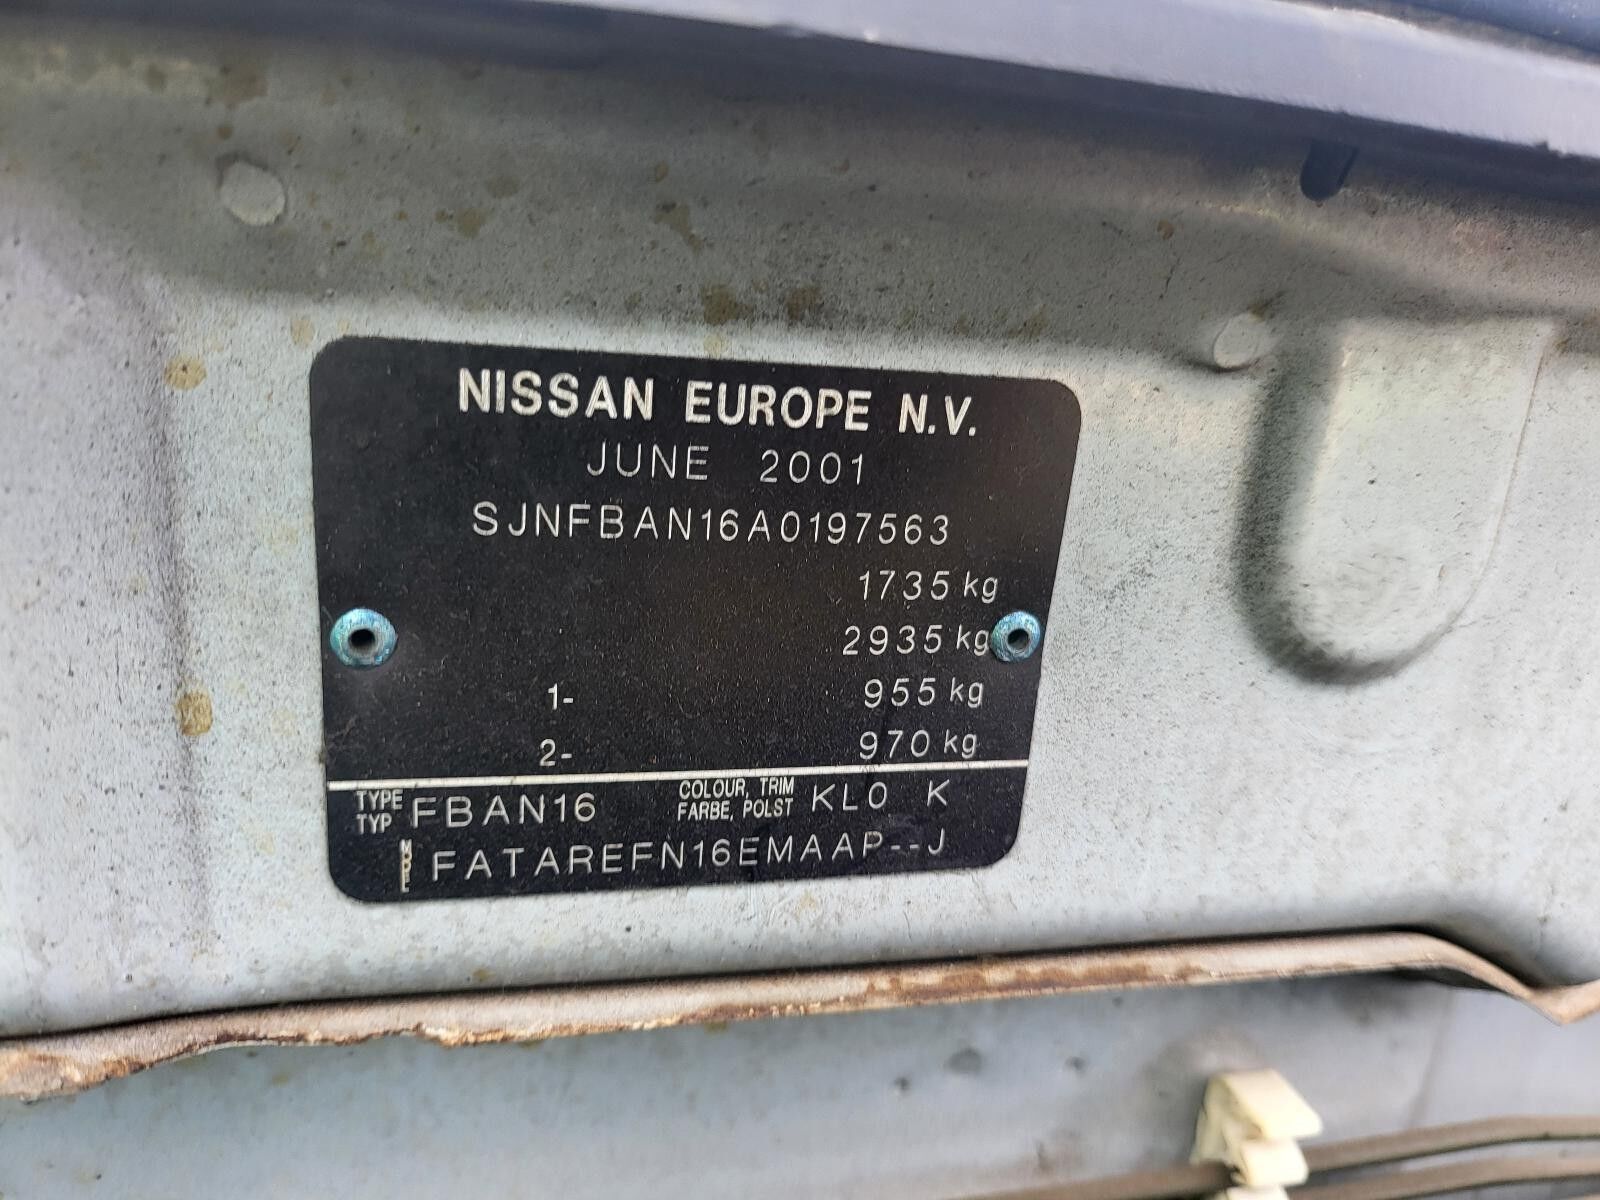 NISSAN EUROPE N.V.
JUNE 2001
SJNFBAN16A0197563
1735 kg
2935 kg
1- 955 kg
2- 970 kg
TYPE
TYP FBAN16 COLOUR, TRIM
FARBE, POLST KL0 K
FATAREFN16EMAAP--J